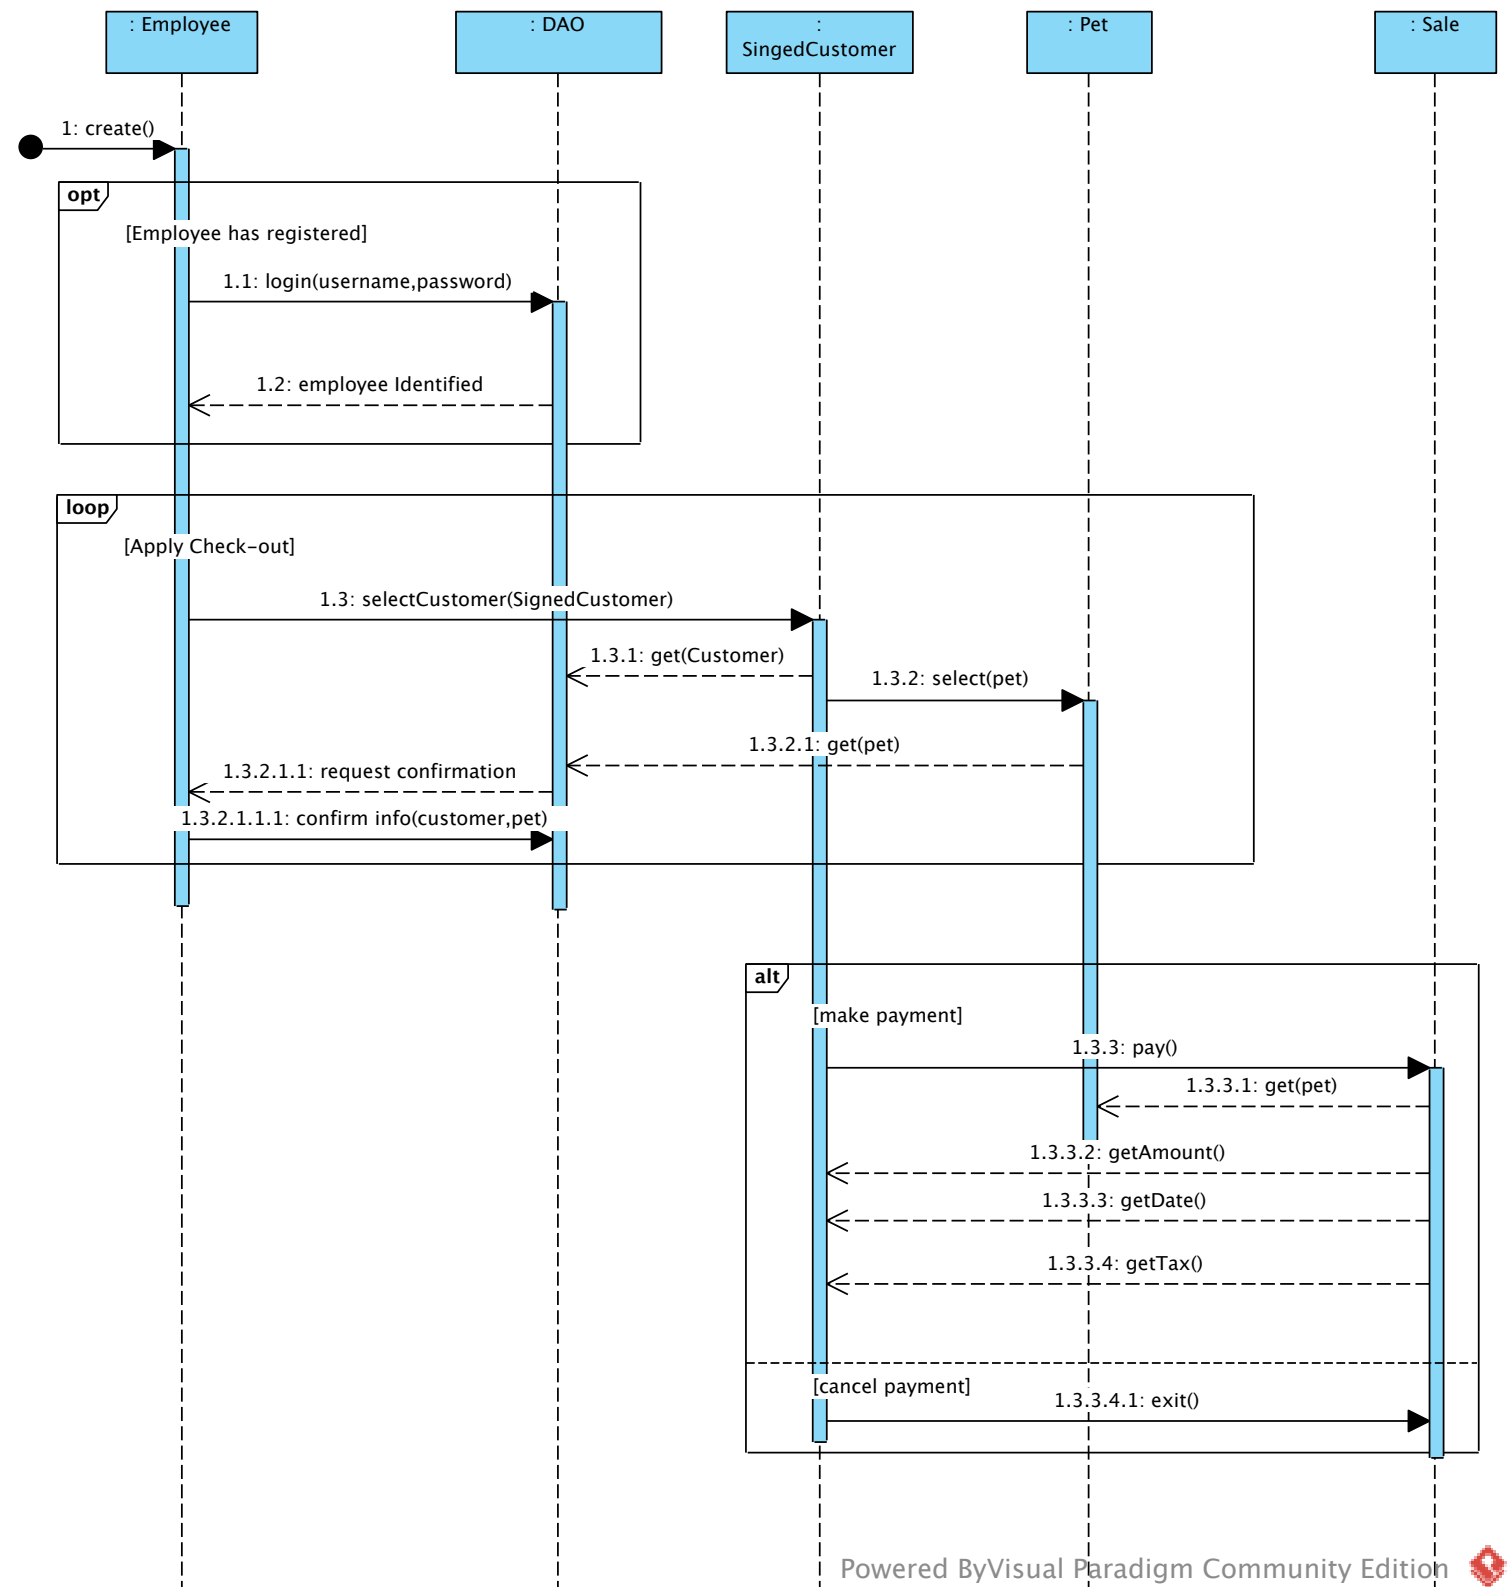 : Employee
: DAO
:
SingedCustomer
: Pet
: Sale
1: create()
opt
[Employee has registered]
1.1: login(username,password)
1.2: employee Identified
loop
[Apply Check-out]
1.3: selectCustomer(SignedCustomer)
1.3.1: get(Customer)
1.3.2: select(pet)
1.3.2.1: get(pet)
1.3.2.1.1: request confirmation
1.3.2.1.1.1: confirm info(customer,pet)
alt
[make payment]
1.3.3: pay()
1.3.3.1: get(pet)
1.3.3.2: getAmount()
1.3.3.3: getDate()
1.3.3.4: getTax()
[cancel payment]
1.3.3.4.1: exit()
Powered ByVisual Paradigm Community Edition